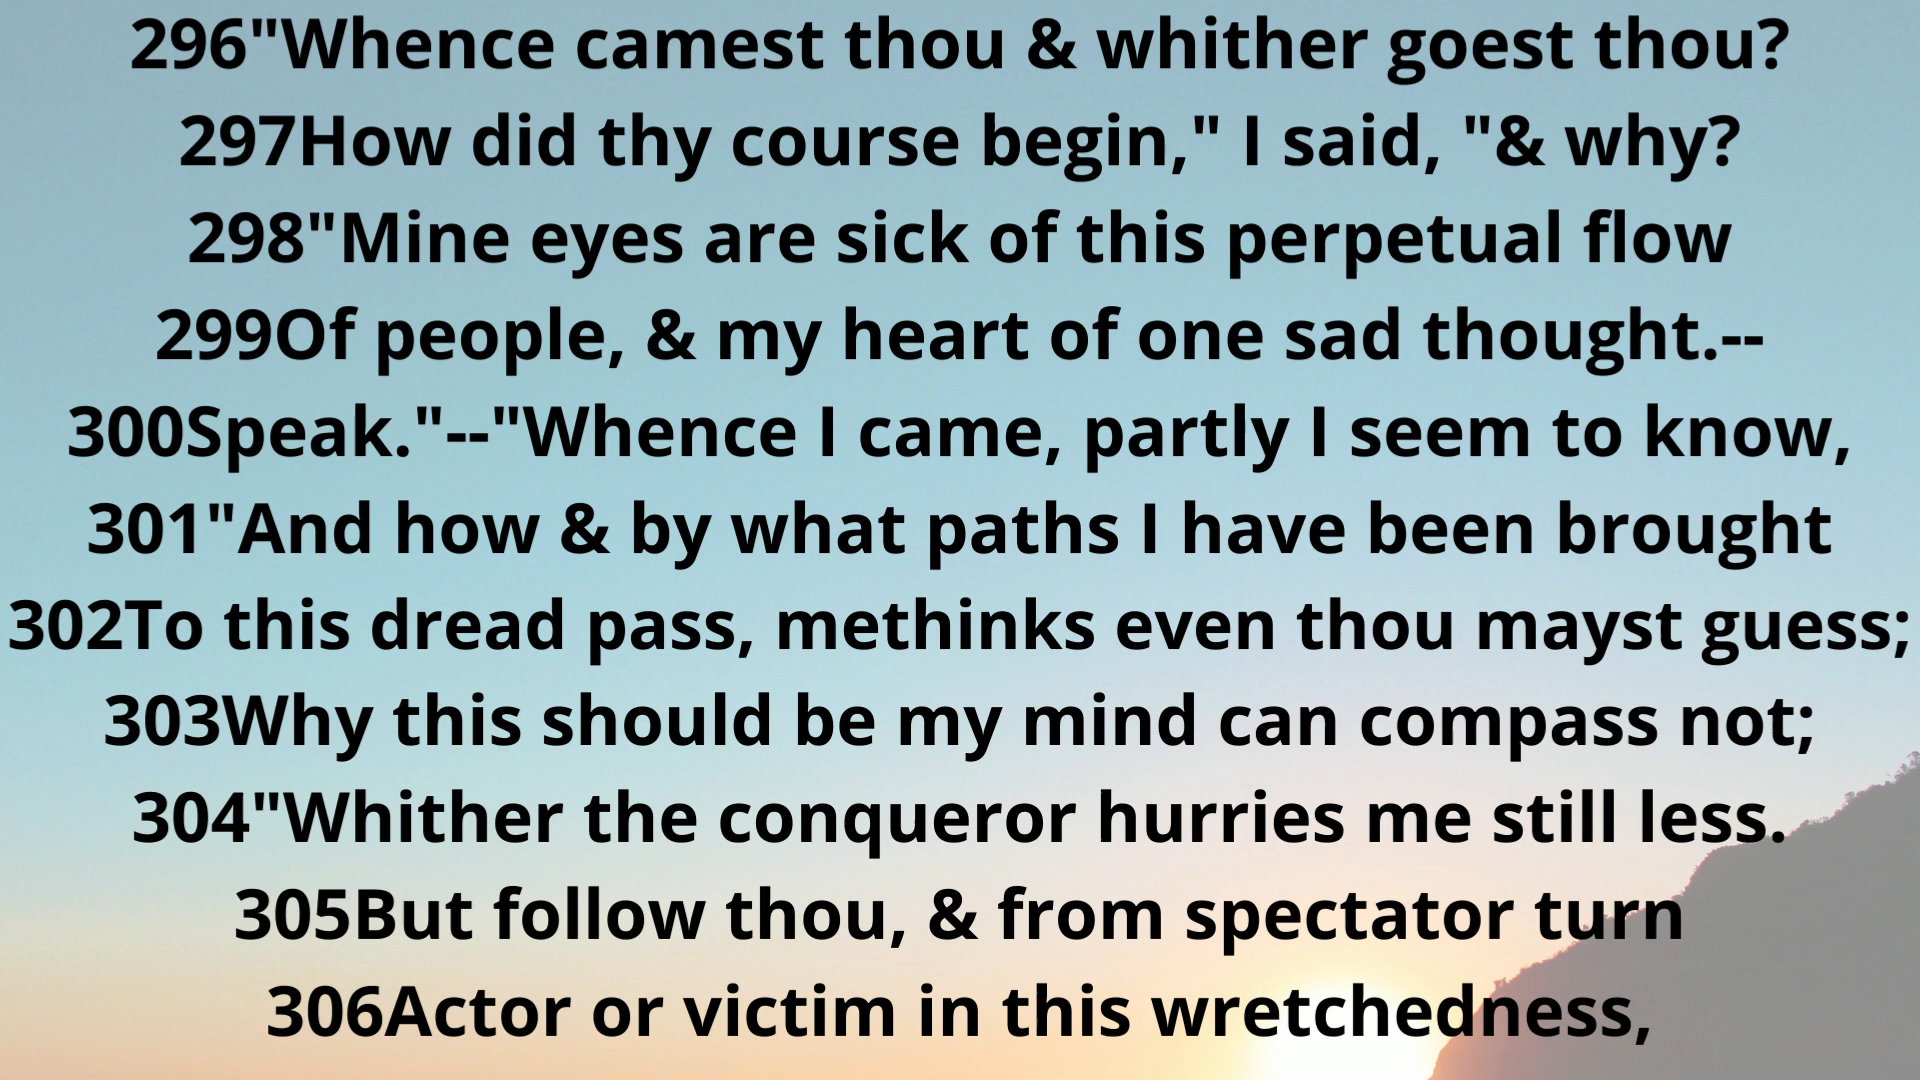 296"Whence camest thou & whither goest thou?
297How did thy course begin," I said, "& why?
298"Mine eyes are sick of this perpetual flow
299Of people, & my heart of one sad thought.--
300Speak."--"Whence I came, partly I seem to know,
301"And how & by what paths I have been brought
302To this dread pass, methinks even thou mayst guess;
303Why this should be my mind can compass not;
304"Whither the conqueror hurries me still less.
305But follow thou, & from spectator turn
306Actor or victim in this wretchedness,